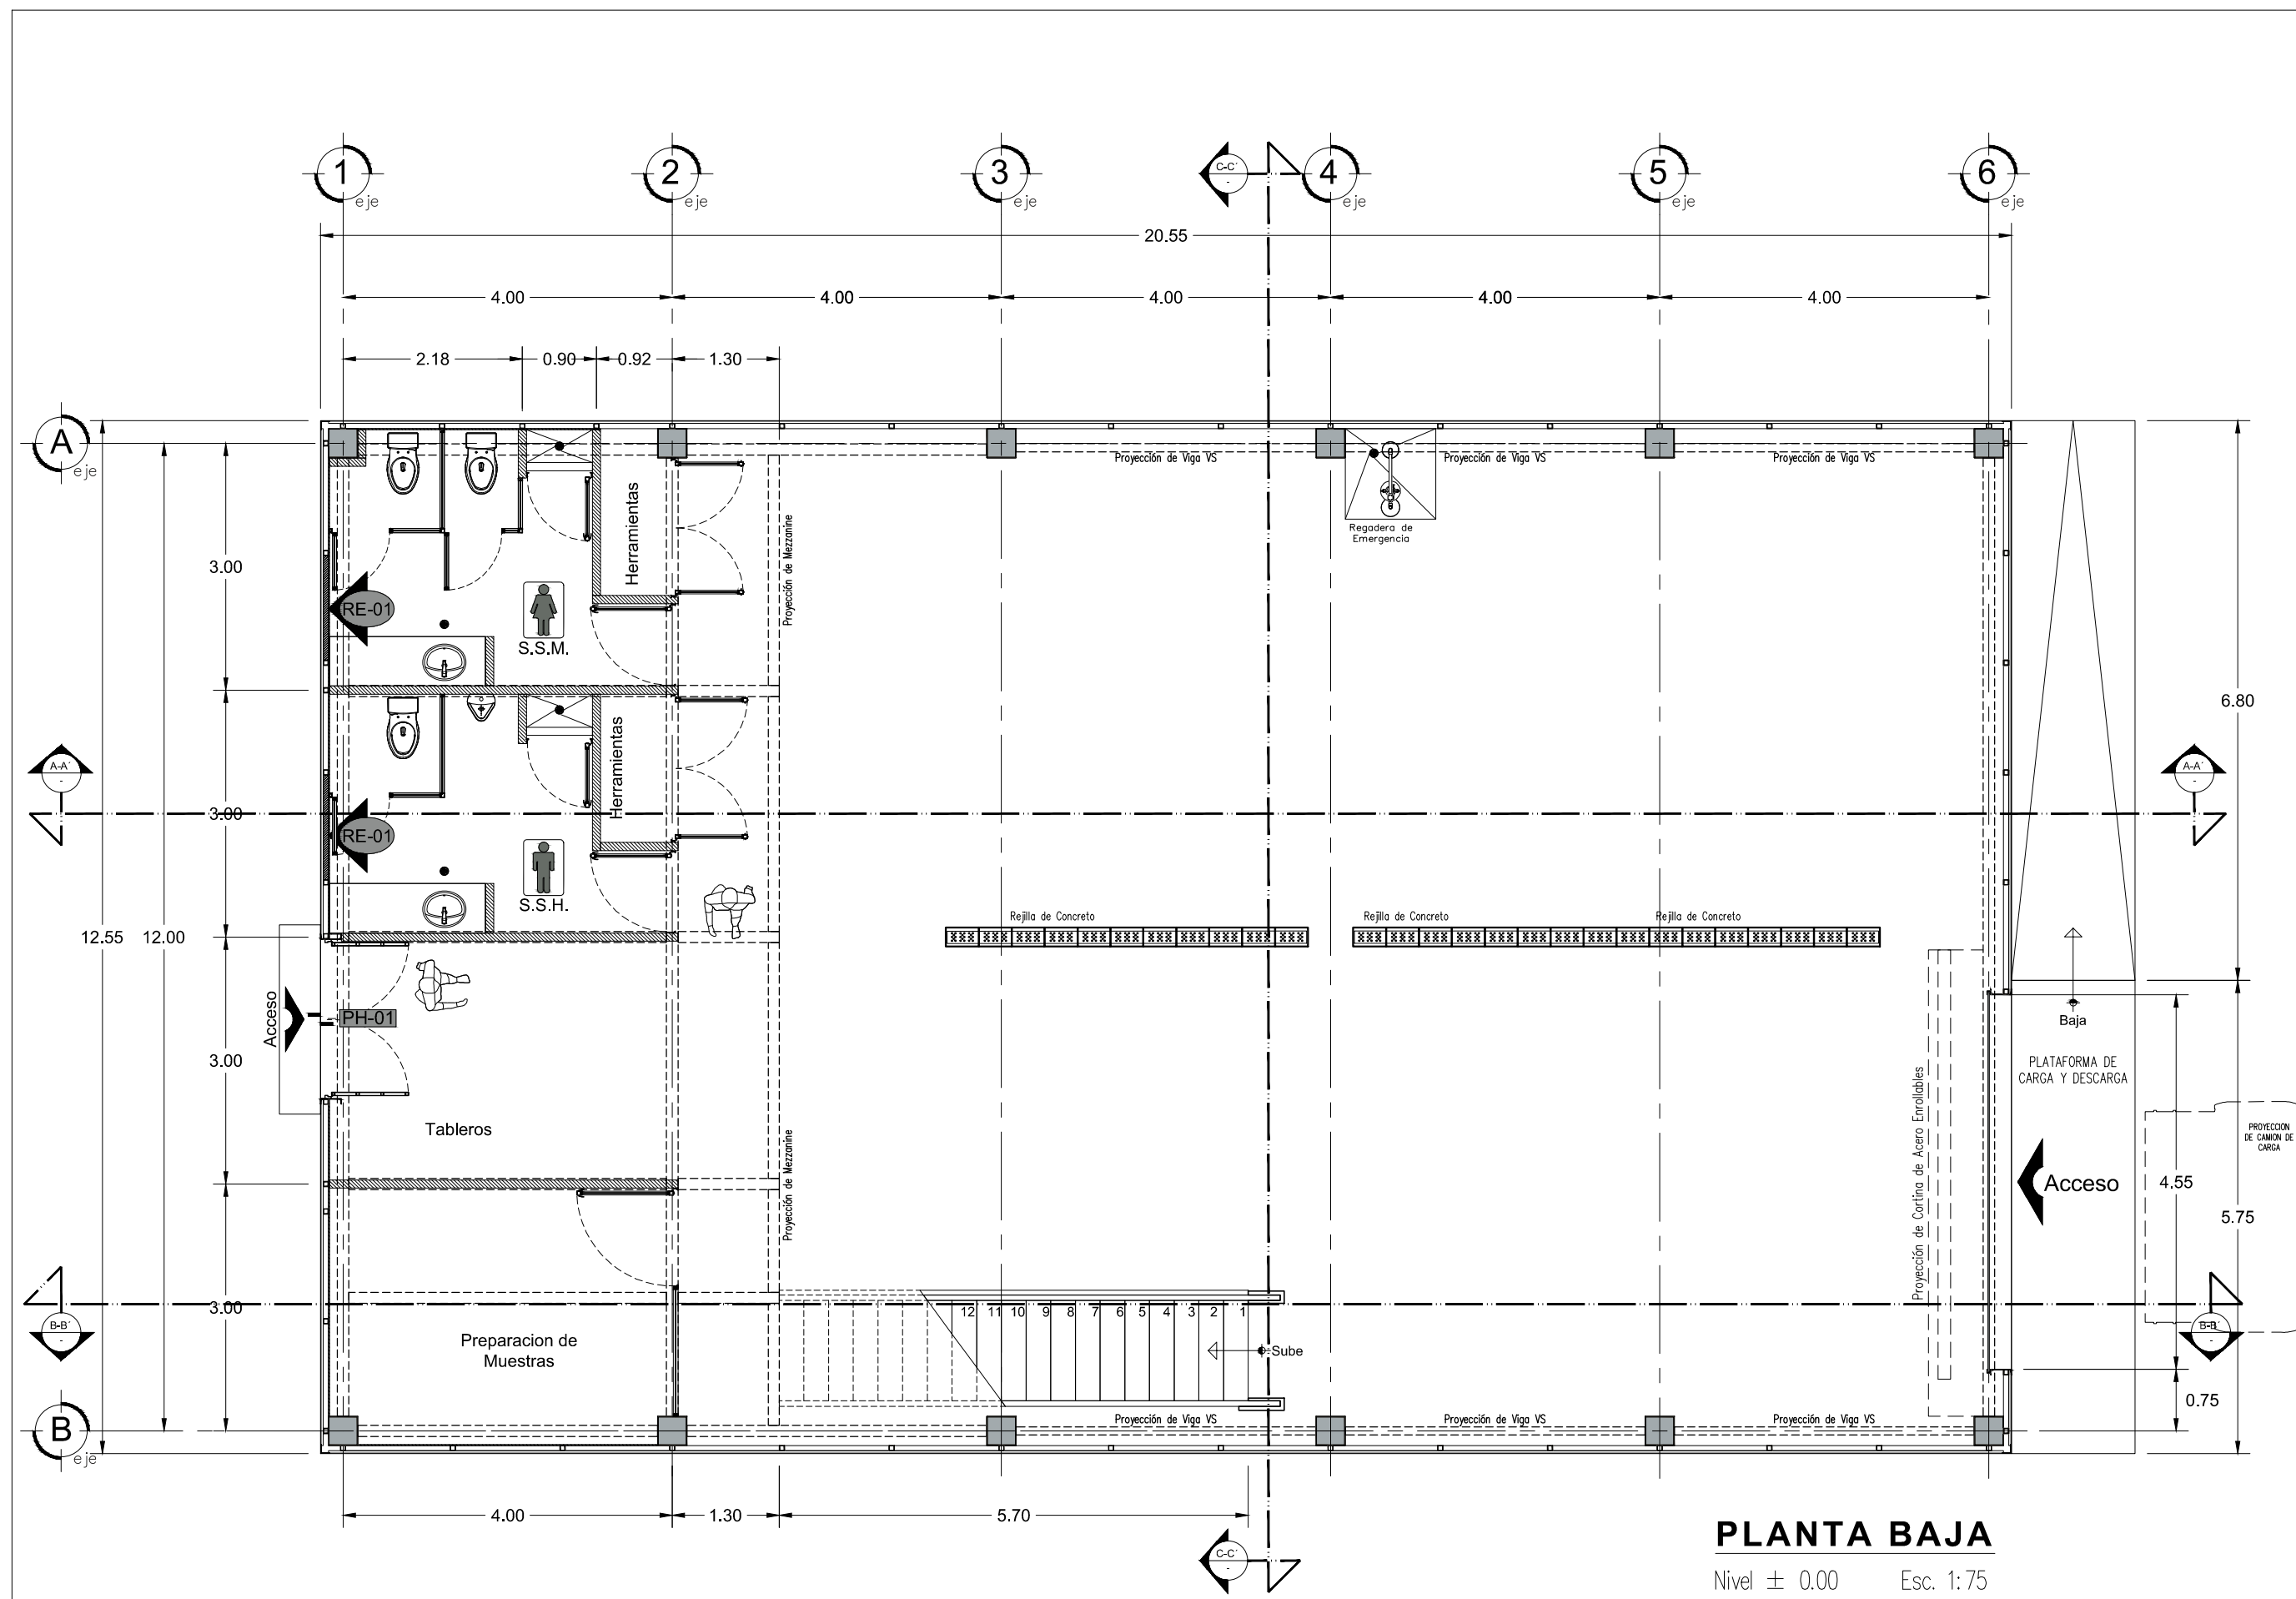 1
eje
2
eje
3
eje
C-C´
-
4
eje
5
eje
6
eje
20.55
4.00
4.00
4.00
4.00
4.00
2.18
0.90
0.92
1.30
A
eje
Proyección de Viga VS
Proyección de Viga VS
Proyección de Viga VS
Herramientas
Proyección de Mezzanine
Regadera de
Emergencia
3.00
RE-01
S.S.M.
6.80
A-A´
-
A-A´
-
Herramientas
3.00
RE-01
S.S.H.
Rejilla de Concreto
Rejilla de Concreto
Rejilla de Concreto
12.55
12.00
Acceso
PH-01
3.00
Baja
PLATAFORMA DE
CARGA Y DESCARGA
Tableros
Proyección de Mezzanine
Proyección de Cortina de Acero Enrollables
PROYECCION
DE CAMION DE
CARGA
Acceso
4.55
5.75
3.00
B-B´
-
B-B´
-
12 11 10 9 8 7 6 5 4 3 2 1
Preparacion de
Muestras
Sube
0.75
B
eje
Proyección de Viga VS
Proyección de Viga VS
Proyección de Viga VS
4.00
1.30
5.70
C-C´
-
PLANTA BAJA
Nivel ± 0.00 Esc. 1:75